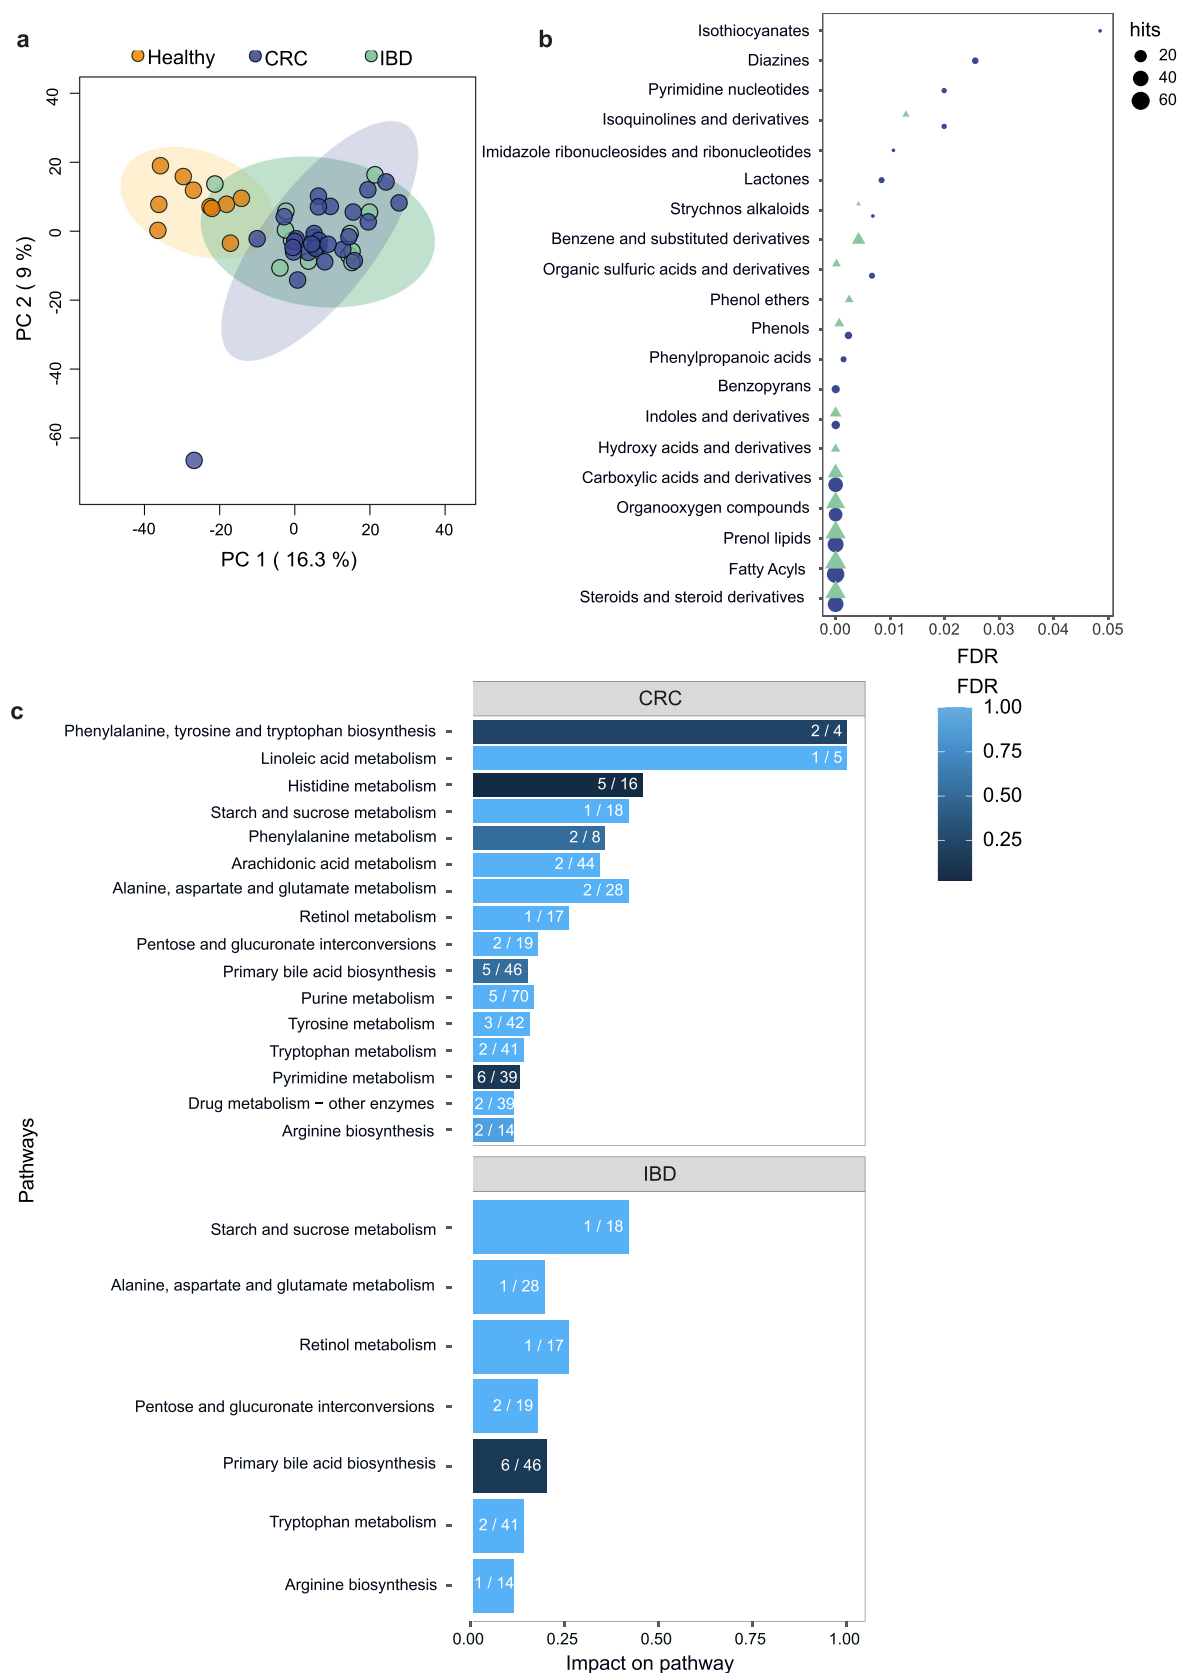 a
Healthy CRC IBD
40
20
0
-20
-40
-60
PC 2 ( 9 %)
-40 -20 0 20 40
PC 1 ( 16.3 %)
b
Isothiocyanates
Diazines
Pyrimidine nucleotides
Isoquinolines and derivatives
Imidazole ribonucleosides and ribonucleotides
Lactones
Strychnos alkaloids
Benzene and substituted derivatives
Organic sulfuric acids and derivatives
Phenol ethers
Phenols
Phenylpropanoic acids
Benzopyrans
Indoles and derivatives
Hydroxy acids and derivatives
Carboxylic acids and derivatives
Organooxygen compounds
Prenol lipids
Fatty Acyls
Steroids and steroid derivatives
0.00 0.01 0.02 0.03 0.04 0.05
FDR
hits
20
40
60
c
CRC
Phenylalanine, tyrosine and tryptophan biosynthesis 2 / 4
Linoleic acid metabolism 1 / 5
Histidine metabolism 5 / 16
Starch and sucrose metabolism 1 / 18
Phenylalanine metabolism 2 / 8
Arachidonic acid metabolism 2 / 44
Alanine, aspartate and glutamate metabolism 2 / 28
Retinol metabolism 1 / 17
Pentose and glucuronate interconversions 2 / 19
Primary bile acid biosynthesis 5 / 46
Purine metabolism 5 / 70
Tyrosine metabolism 3 / 42
Tryptophan metabolism 2 / 41
Pyrimidine metabolism 6 / 39
Drug metabolism − other enzymes 2 / 39
Arginine biosynthesis 2 / 14
IBD
Starch and sucrose metabolism 1 / 18
Alanine, aspartate and glutamate metabolism 1 / 28
Retinol metabolism 1 / 17
Pentose and glucuronate interconversions 2 / 19
Primary bile acid biosynthesis 6 / 46
Tryptophan metabolism 2 / 41
Arginine biosynthesis 1 / 14
0.00 0.25 0.50 0.75 1.00
Impact on pathway
Pathways
FDR
1.00
0.75
0.50
0.25